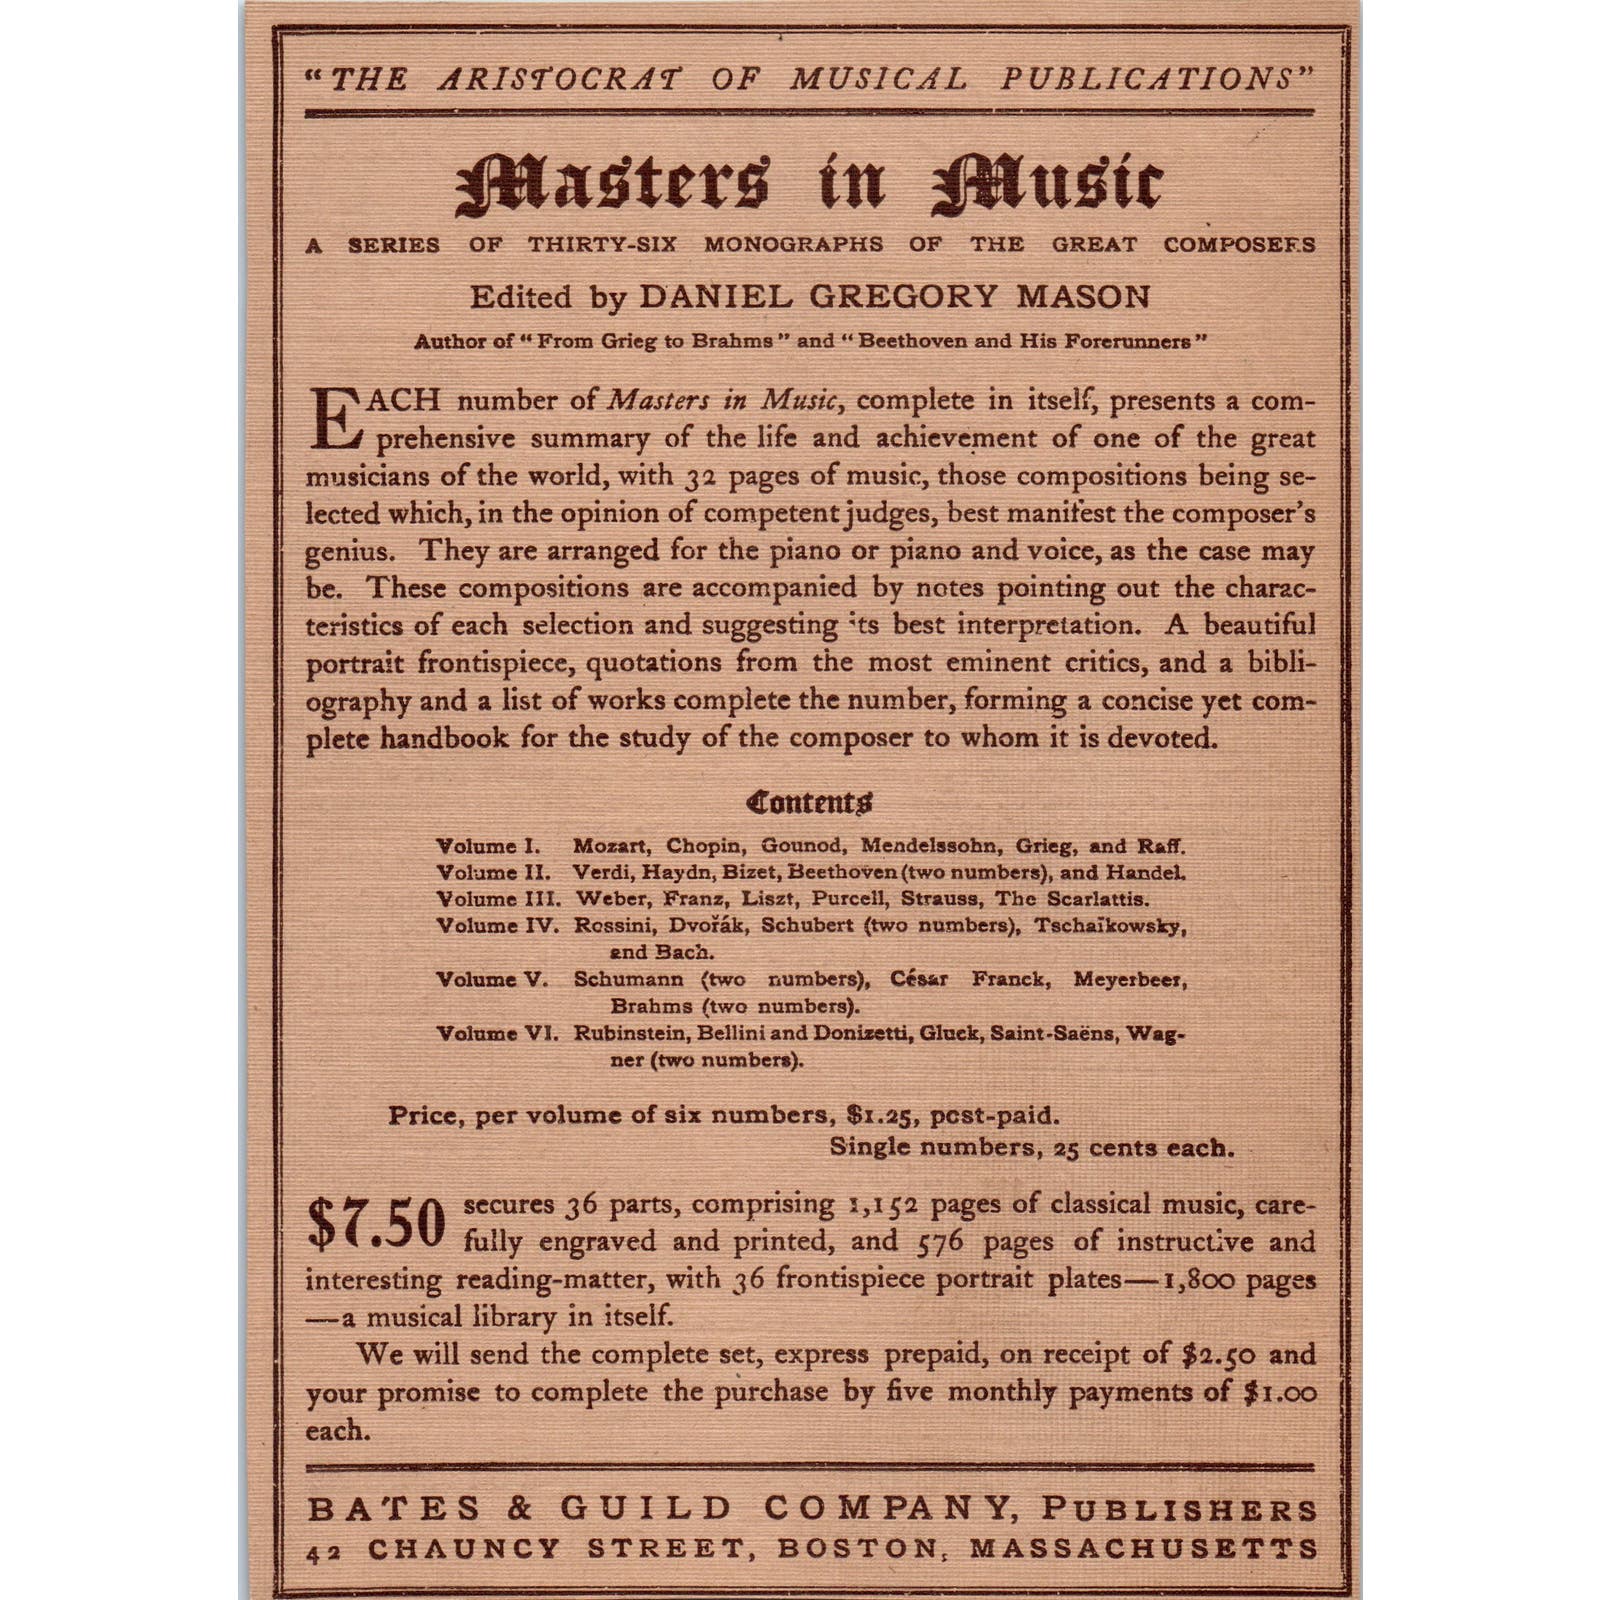 "THE ARISTOCRAT OF MUSICAL PUBLICATIONS"
Masters in Music
A SERIES OF THIRTY-SIX MONOGRAPHS OF THE GREAT COMPOSERS
Edited by DANIEL GREGORY MASON
Author of "From Grieg to Brahms" and "Beethoven and His Forerunners"
EACH number of Masters in Music, complete in itself, presents a com-
prehensive summary of the life and achievement of one of the great
musicians of the world, with 32 pages of music, those compositions being se-
lected which, in the opinion of competent judges, best manifest the composer's
genius. They are arranged for the piano or piano and voice, as the case may
be. These compositions are accompanied by notes pointing out the charac-
teristics of each selection and suggesting its best interpretation. A beautiful
portrait frontispiece, quotations from the most eminent critics, and a bibli-
ography and a list of works complete the number, forming a concise yet com-
plete handbook for the study of the composer to whom it is devoted.
Contents
Volume I. Mozart, Chopin, Gounod, Mendelssohn, Grieg, and Raff.
Volume II. Verdi, Haydn, Bizet, Beethoven (two numbers), and Handel.
Volume III. Weber, Franz, Liszt, Purcell, Strauss, The Scarlattis.
Volume IV. Rossini, Dvořák, Schubert (two numbers), Tschaïkowsky,
and Bach.
Volume V. Schumann (two numbers), César Franck, Meyerbeer,
Brahms (two numbers).
Volume VI. Rubinstein, Bellini and Donizetti, Gluck, Saint-Saëns, Wag-
ner (two numbers).
Price, per volume of six numbers, $1.25, post-paid.
Single numbers, 25 cents each.
$7.50 secures 36 parts, comprising 1,152 pages of classical music, care-
fully engraved and printed, and 576 pages of instructive and
interesting reading-matter, with 36 frontispiece portrait plates—1,800 pages
—a musical library in itself.
We will send the complete set, express prepaid, on receipt of $2.50 and
your promise to complete the purchase by five monthly payments of $1.00
each.
BATES & GUILD COMPANY, PUBLISHERS
42 CHAUNCY STREET, BOSTON, MASSACHUSETTS